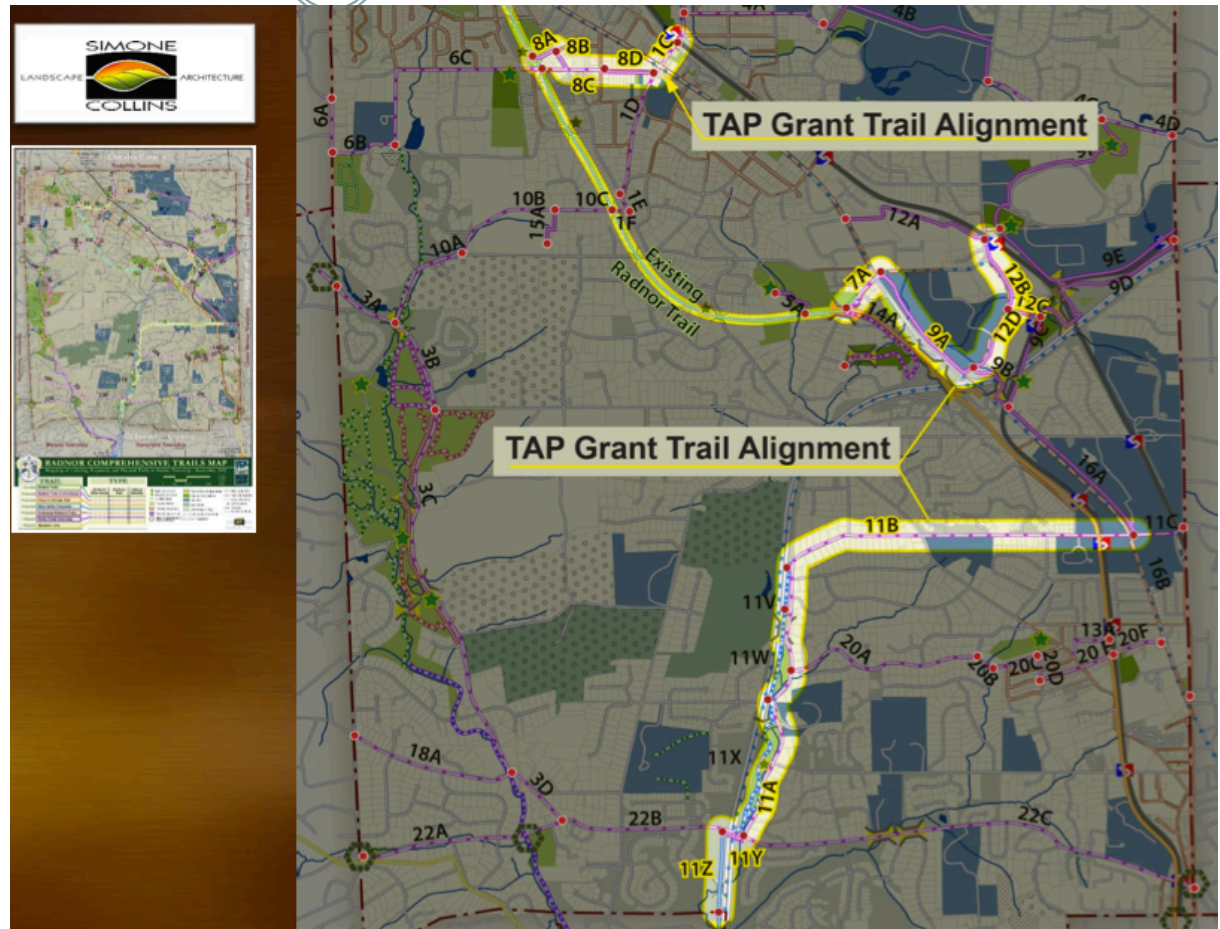 SIMONE
LANDSCAPE ARCHITECTURE
COLLINS
RADNOR COMPREHENSIVE TRAILS MAP
TRAIL TYPE
4A
4B
8A
8B
1C
6C
8D
8C
6A
1D
TAP Grant Trail Alignment
4D
6B
10B
10C
1E
1F
15A
12A
10A
Existing
Radnor Trail
9E
9D
3A
7A
12B
5A
14A
12D
9A
9B
3B
TAP Grant Trail Alignment
3C
16A
11B
11C
16B
11V
13A
20F
11W
20A
20B
20C
20D
11X
18A
3D
11A
22A
22B
22C
11Z
11Y